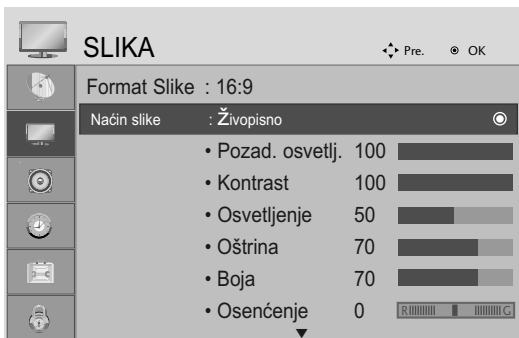 SLIKA Pre. OK
Format Slike : 16:9
Naćin slike : Živopisno
• Pozad. osvetlj. 100
• Kontrast 100
• Osvetljenje 50
• Oštrina 70
• Boja 70
• Osenćenje 0 R G